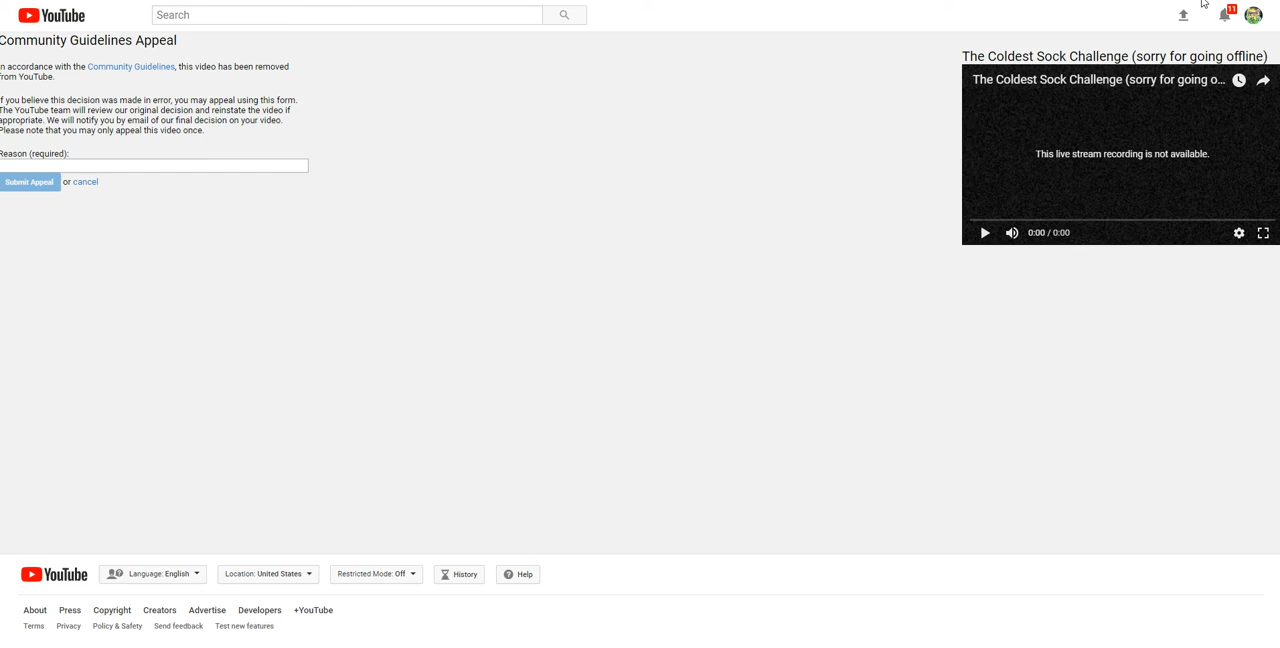 YouTube
Search
11
Community Guidelines Appeal
n accordance with the Community Guidelines, this video has been removed
from YouTube.
f you believe this decision was made in error, you may appeal using this form.
The YouTube team will review our original decision and reinstate the video if
appropriate. We will notify you by email of our final decision on your video.
Please note that you may only appeal this video once.
Reason (required):
Submit Appeal or cancel
The Coldest Sock Challenge (sorry for going offline)
The Coldest Sock Challenge (sorry for going o...
This live stream recording is not available.
0:00 / 0:00
YouTube Language: English Location: United States Restricted Mode: Off History Help
About Press Copyright Creators Advertise Developers +YouTube
Terms Privacy Policy & Safety Send feedback Test new features